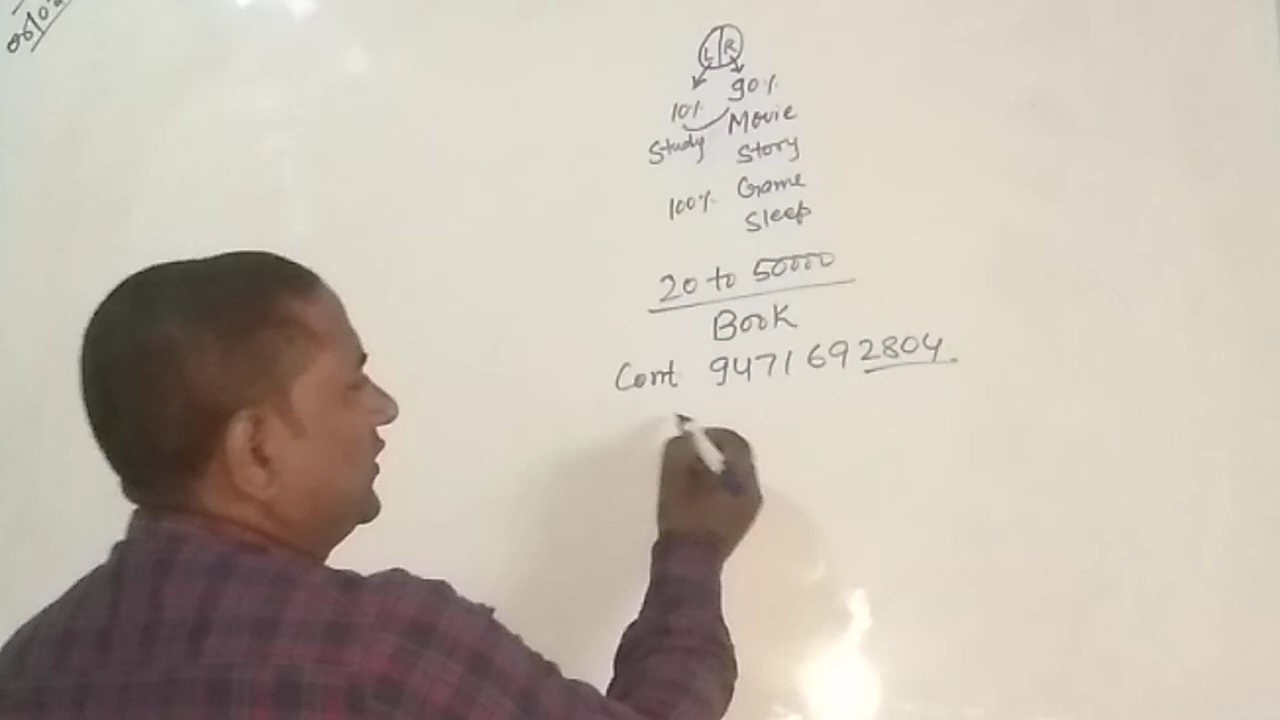 L R
10% 90%
Study Movie
Story
100% Game
Sleep
20 to 50000
Book
Cont 9471692804